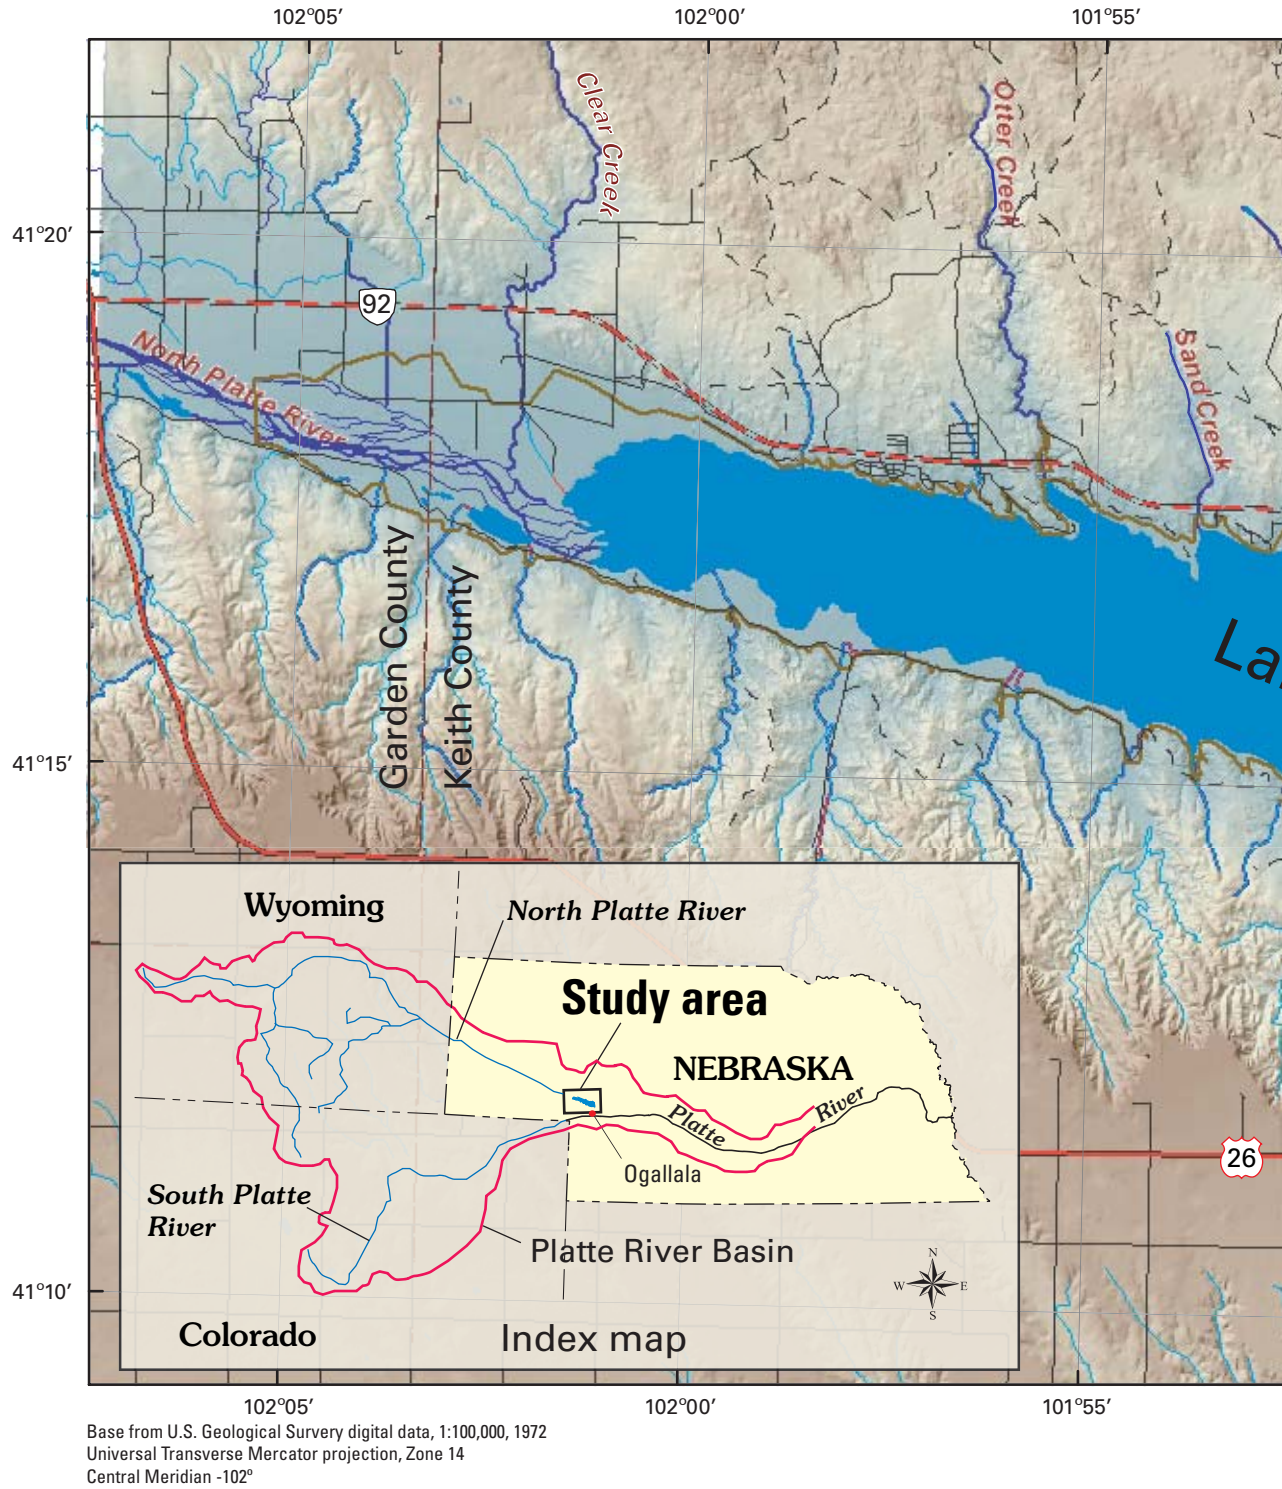 102°05′
102°00′
101°55′
Clear Creek
Otter Creek
41°20′
92
North Platte River
Sand Creek
Garden County
Keith County
41°15′
Wyoming
North Platte River
Study area
NEBRASKA
Platte
River
Ogallala
South Platte
River
Platte River Basin
26
N
W
E
S
41°10′
Colorado
Index map
102°05′
102°00′
101°55′
Base from U.S. Geological Survery digital data, 1:100,000, 1972
Universal Transverse Mercator projection, Zone 14
Central Meridian -102°